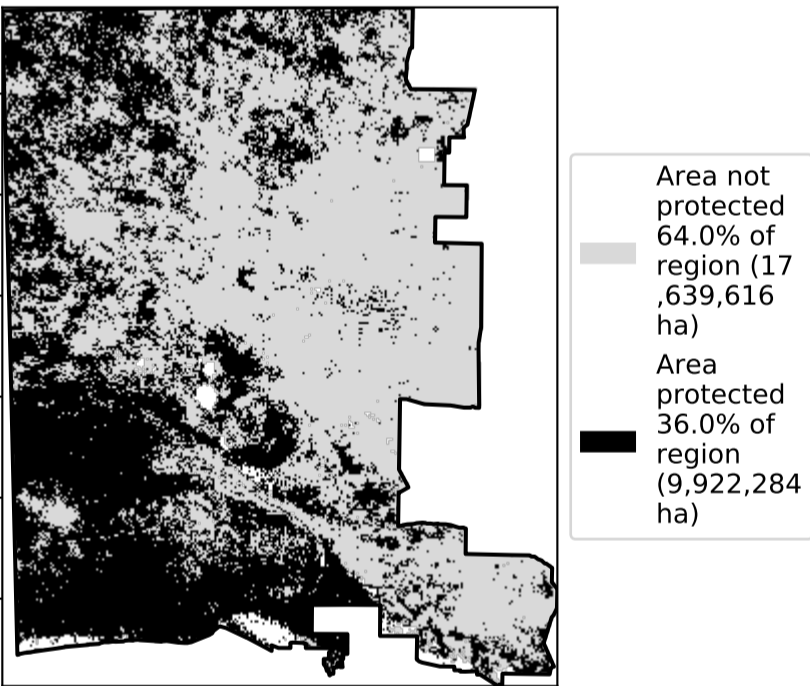 Area not
protected
64.0% of
region (17
,639,616
ha)
Area
protected
36.0% of
region
(9,922,284
ha)